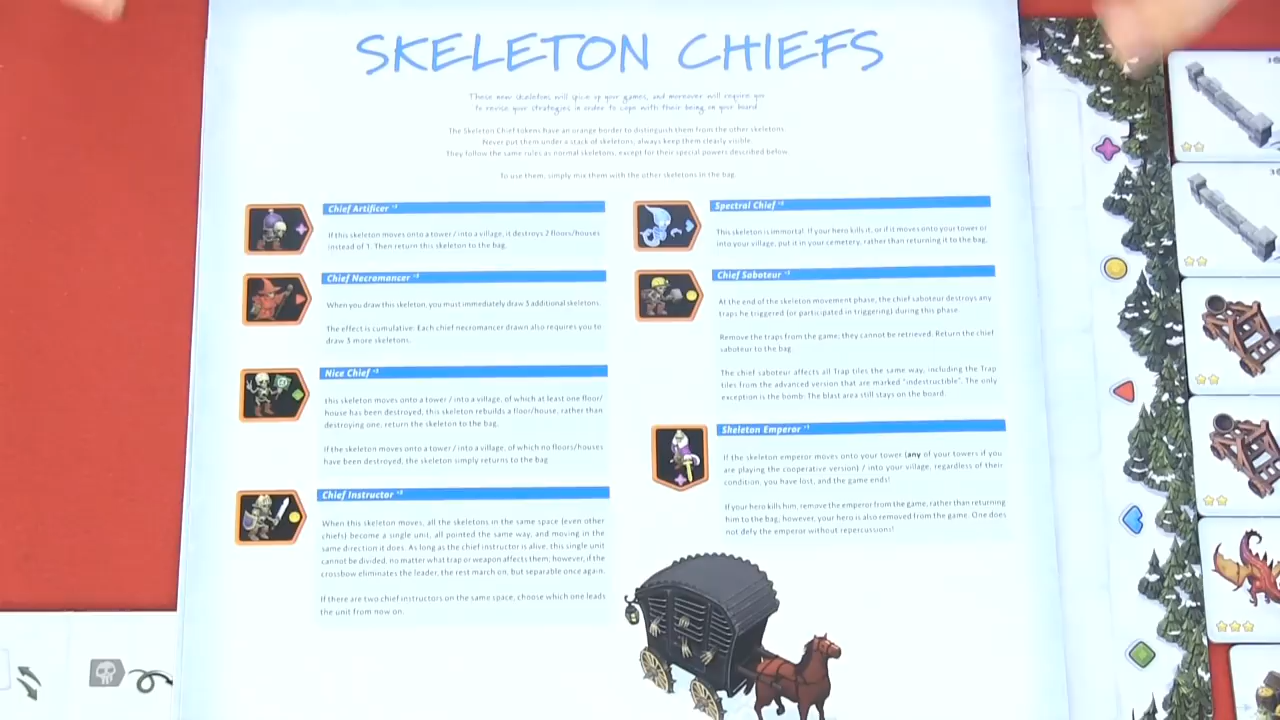 SKELETON CHIEFS
These new skeletons will spice up your games, and moreover will require you
to revise your strategies in order to cope with their being on your board
The Skeleton Chief tokens have an orange border to distinguish them from the other skeletons
Never put them under a stack of skeletons, always keep them clearly visible.
They follow the same rules as normal skeletons, except for their special powers described below
To use them, simply mix them with the other skeletons in the bag.
Chief Artificer
If this skeleton moves onto a tower / into a village, it destroys 2 floors/houses
instead of 1. Then return this skeleton to the bag.
Chief Necromancer
When you draw this skeleton, you must immediately draw 3 additional skeletons.
The effect is cumulative: Each chief necromancer drawn also requires you to
draw 3 more skeletons.
Nice Chief
This skeleton moves onto a tower / into a village, of which at least one floor/
house has been destroyed, this skeleton rebuilds a floor/house, rather than
destroying one, return the skeleton to the bag.
If the skeleton moves onto a tower / into a village, of which no floors/houses
have been destroyed, the skeleton simply returns to the bag
Chief Instructor
When this skeleton moves, all the skeletons in the same space (even other
chiefs) become a single unit, all pointed the same way, and moving in the
same direction it does. As long as the chief instructor is alive, this single unit
cannot be divided, no matter what trap or weapon affects them; however, if the
crossbow eliminates the leader, the rest march on, but separable once again.
If there are two chief instructors on the same space, choose which one leads
the unit from now on.
Spectral Chief
This skeleton is immortal. If your hero kills it, or if it moves onto your tower or
into your village, put it in your cemetery, rather than returning it to the bag.
Chief Saboteur
At the end of the skeleton movement phase, the chief saboteur destroys any
traps he triggered (or participated in triggering) during this phase.
Remove the traps from the game; they cannot be retrieved. Return the chief
saboteur to the bag
The chief saboteur affects all Trap tiles the same way, including the Trap
tiles from the advanced version that are marked "indestructible". The only
exception is the bomb: The blast area still stays on the board.
Skeleton Emperor
If the skeleton emperor moves onto your tower (any of your towers if you
are playing the cooperative version) / into your village, regardless of their
condition, you have lost, and the game ends!
If your hero kills him, remove the emperor from the game, rather than returning
him to the bag, however, your hero is also removed from the game. One does
not defy the emperor without repercussions!